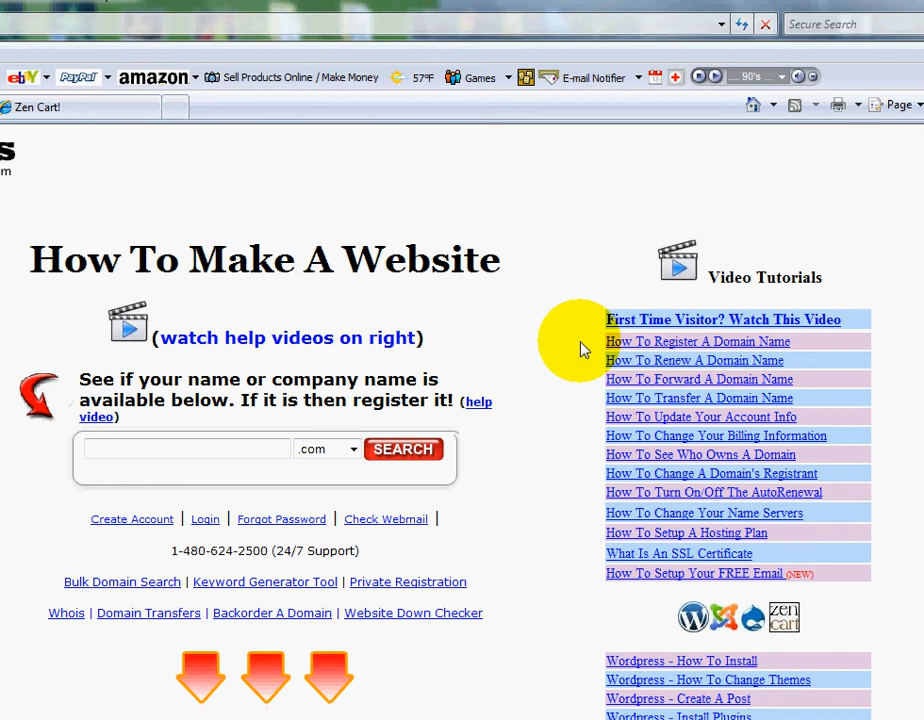 Secure Search
ebY PayPal amazon Sell Products Online / Make Money 57°F Games E-mail Notifier .... 90's ...
Zen Cart!
Page
s
m
How To Make A Website
(watch help videos on right)
See if your name or company name is
available below. If it is then register it! (help
video)
.com SEARCH
Create Account | Login | Forgot Password | Check Webmail |
1-480-624-2500 (24/7 Support)
Bulk Domain Search | Keyword Generator Tool | Private Registration
Whois | Domain Transfers | Backorder A Domain | Website Down Checker
Video Tutorials
First Time Visitor? Watch This Video
How To Register A Domain Name
How To Renew A Domain Name
How To Forward A Domain Name
How To Transfer A Domain Name
How To Update Your Account Info
How To Change Your Billing Information
How To See Who Owns A Domain
How To Change A Domain's Registrant
How To Turn On/Off The AutoRenewal
How To Change Your Name Servers
How To Setup A Hosting Plan
What Is An SSL Certificate
How To Setup Your FREE Email (NEW)
zen
cart
Wordpress - How To Install
Wordpress - How To Change Themes
Wordpress - Create A Post
Wordpress - Install Plugins